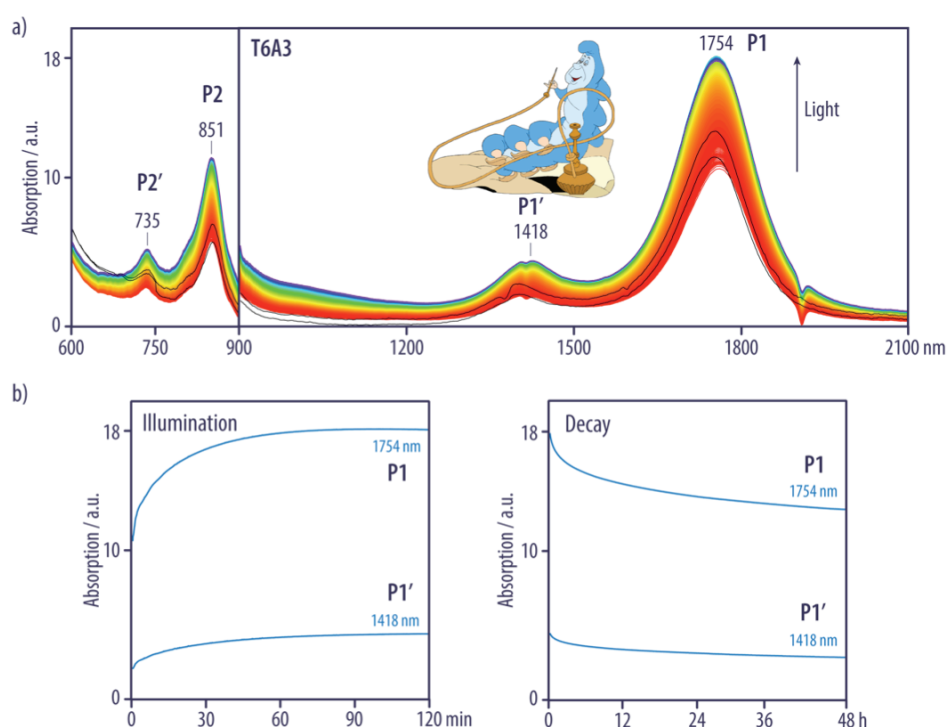 a)
T6A3
1754 P1
18
P2
851
Light
P2’
735
10
P1’
1418
Absorption / a.u.
0
600 750 900 1200 1500 1800 2100 nm
b)
Illumination
18
1754 nm
P1
10
P1’
1418 nm
Absorption / a.u.
0
0 30 60 90 120 min
Decay
18
P1
1754 nm
10
P1’
1418 nm
Absorption / a.u.
0
0 12 24 36 48 h